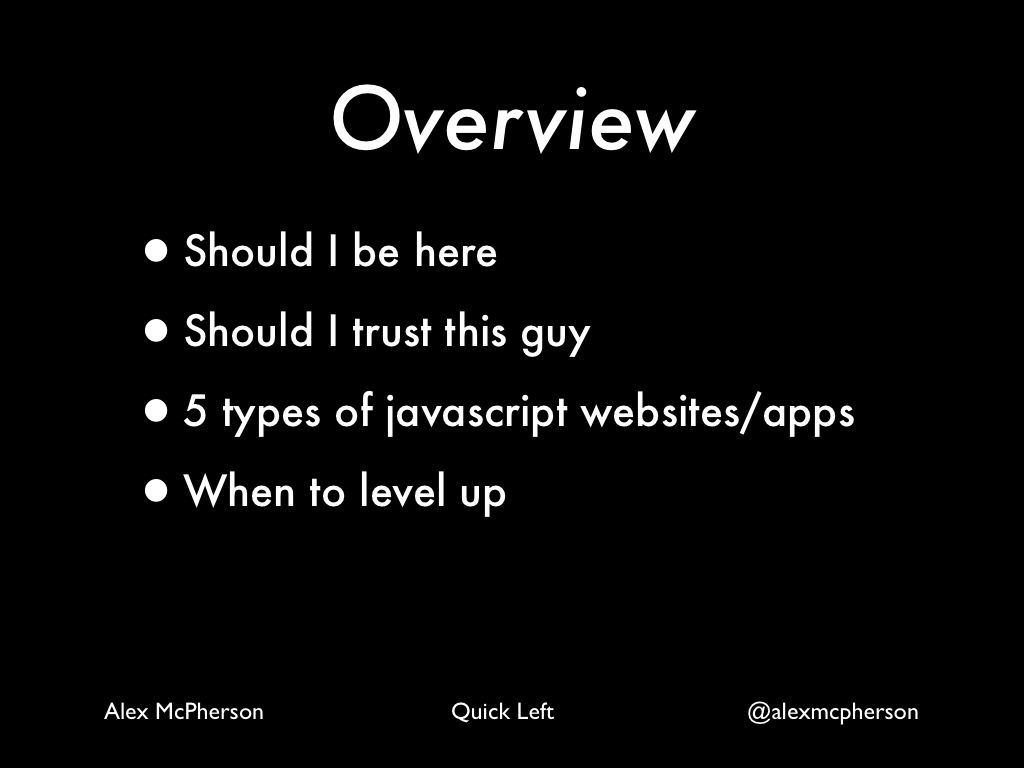 Overview
• Should I be here
• Should I trust this guy
• 5 types of javascript websites/apps
• When to level up
Alex McPherson Quick Left @alexmcpherson